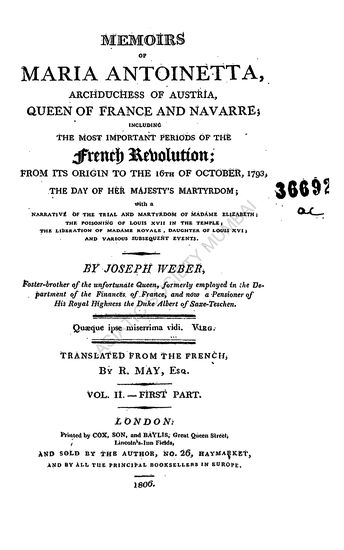 MEMOIRS
OF
MARIA ANTOINETTA,
ARCHDUCHESS OF AUSTRIA,
QUEEN OF FRANCE AND NAVARRE;
INCLUDING
THE MOST IMPORTANT PERIODS OF THE
French Revolution;
FROM ITS ORIGIN TO THE 16TH OF OCTOBER, 1793,
THE DAY OF HER MAJESTY'S MARTYRDOM;
with a
NARRATIVE OF THE TRIAL AND MARTYRDOM OF MADAME ELIZABETH;
THE POISONING OF LOUIS XVII IN THE TEMPLE;
THE LIBERATION OF MADAME ROYALE, DAUGHTER OF LOUIS XVI;
AND VARIOUS SUBSEQUENT EVENTS.
36692
ac
BY JOSEPH WEBER,
Foster-brother of the unfortunate Queen, formerly employed in the De-
partment of the Finances of France, and now a Pensioner of
His Royal Highness the Duke Albert of Saxe-Teschen.
Quæque ipse miserrima vidi. VIRG.
TRANSLATED FROM THE FRENCH,
BY R. MAY, ESQ.
VOL. II. — FIRST PART.
LONDON:
Printed by COX, SON, and BAYLIS, Great Queen Street,
Lincoln's-Inn Fields,
AND SOLD BY THE AUTHOR, NO. 26, HAYMARKET,
AND BY ALL THE PRINCIPAL BOOKSELLERS IN EUROPE.
1806.
ASIATIC SOCIETY MUMBAI